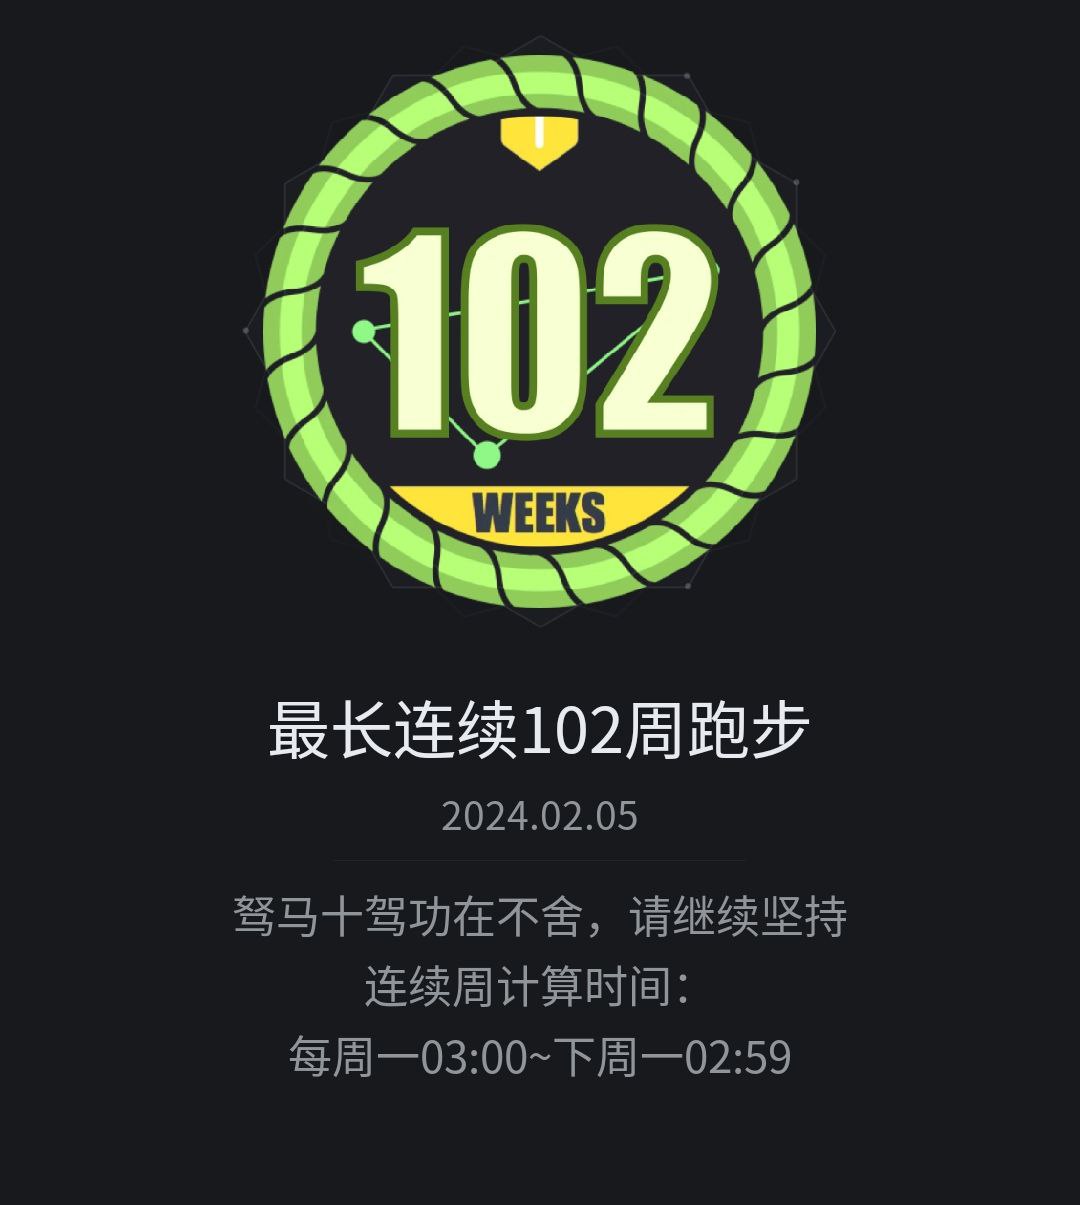 102
WEEKS
最长连续102周跑步
2024.02.05
驽马十驾功在不舍，请继续坚持
连续周计算时间：
每周一03:00~下周一02:59